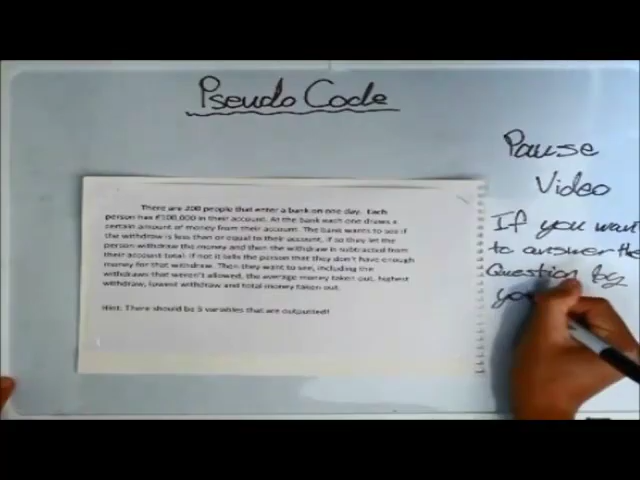 Pseudo Code
Pause
Video
If you want
to answer the
Question by
There are 200 people that enter a bank on one day. Each
person has €100,000 in their account. At the bank each one draws a
certain amount of money from their account. The bank wants to see if
the withdraw is less than or equal to their account, if so they let the
person withdraw the money and then the withdraw is subtracted from
their account total. If not it tells the person that they don't have enough
money for that withdraw. Then they want to see, including the
withdraws that weren't allowed, the average money taken out, highest
withdraw, lowest withdraw and total money taken out.
Hint: There should be 5 variables that are outputted!